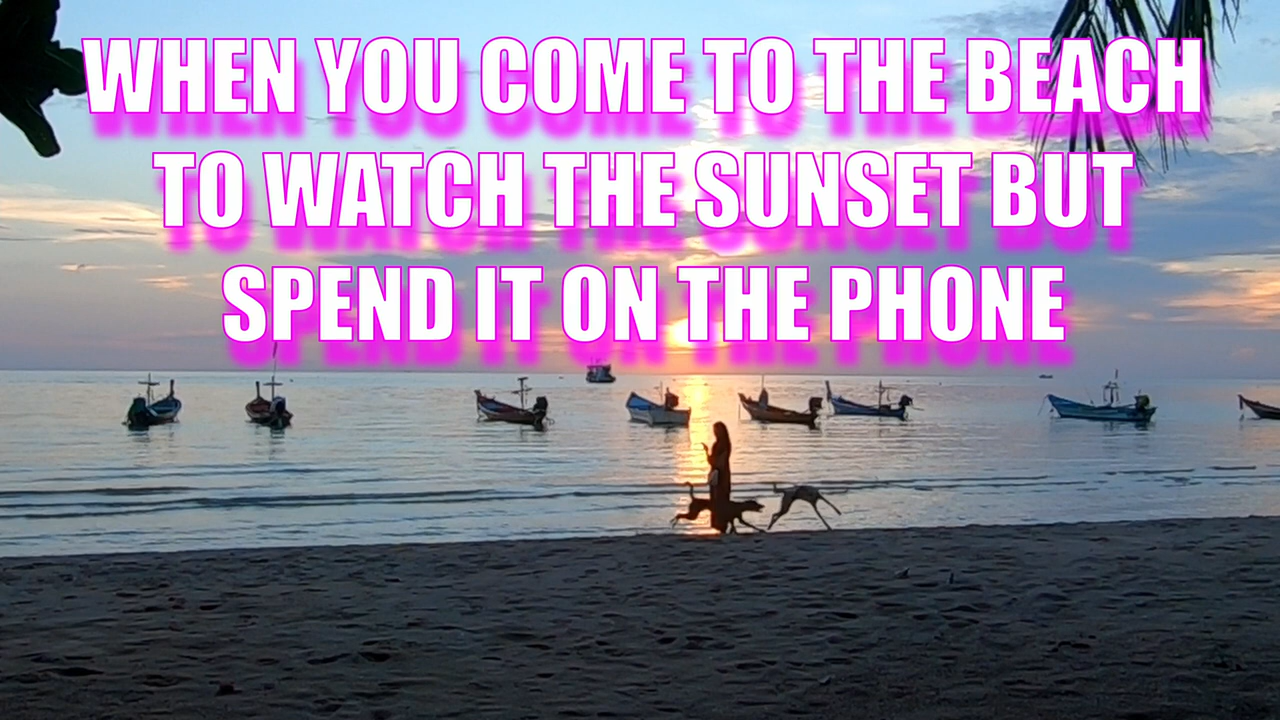 WHEN YOU COME TO THE BEACH
TO WATCH THE SUNSET BUT
SPEND IT ON THE PHONE